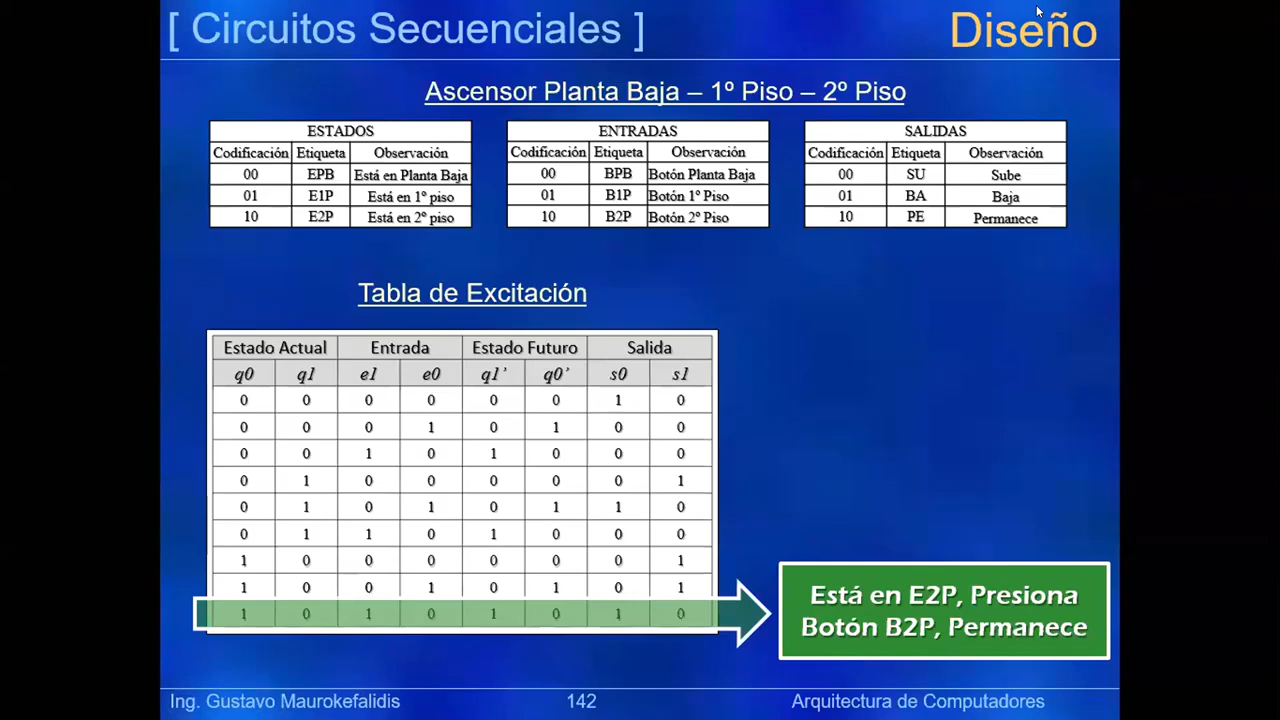 [ Circuitos Secuenciales ]
Diseño
Ascensor Planta Baja – 1º Piso – 2º Piso
ESTADOS
Codificación Etiqueta Observación
00 EPB Está en Planta Baja
01 E1P Está en 1º piso
10 E2P Está en 2º piso
ENTRADAS
Codificación Etiqueta Observación
00 BPB Botón Planta Baja
01 B1P Botón 1º Piso
10 B2P Botón 2º Piso
SALIDAS
Codificación Etiqueta Observación
00 SU Sube
01 BA Baja
10 PE Permanece
Tabla de Excitación
Estado Actual Entrada Estado Futuro Salida
q0 q1 e1 e0 q1’ q0’ s0 s1
0 0 0 0 0 0 1 0
0 0 0 1 0 1 0 0
0 0 1 0 1 0 0 0
0 1 0 0 0 0 0 1
0 1 0 1 0 1 1 0
0 1 1 0 1 0 0 0
1 0 0 0 0 0 0 1
1 0 0 1 0 1 0 1
1 0 1 0 1 0 1 0
Está en E2P, Presiona
Botón B2P, Permanece
Ing. Gustavo Maurokefalidis
142
Arquitectura de Computadores